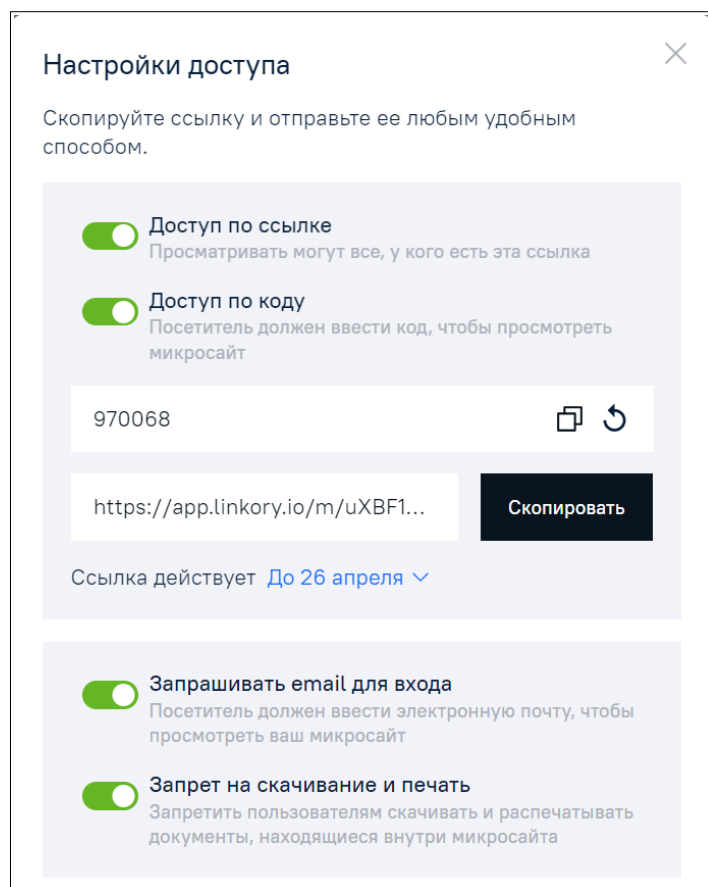 Настройки доступа
Скопируйте ссылку и отправьте ее любым удобным
способом.
Доступ по ссылке
Просматривать могут все, у кого есть эта ссылка
Доступ по коду
Посетитель должен ввести код, чтобы просмотреть
микросайт
970068
https://app.linkory.io/m/uXBF1...
Скопировать
Ссылка действует До 26 апреля
Запрашивать email для входа
Посетитель должен ввести электронную почту, чтобы
просмотреть ваш микросайт
Запрет на скачивание и печать
Запретить пользователям скачивать и распечатывать
документы, находящиеся внутри микросайта